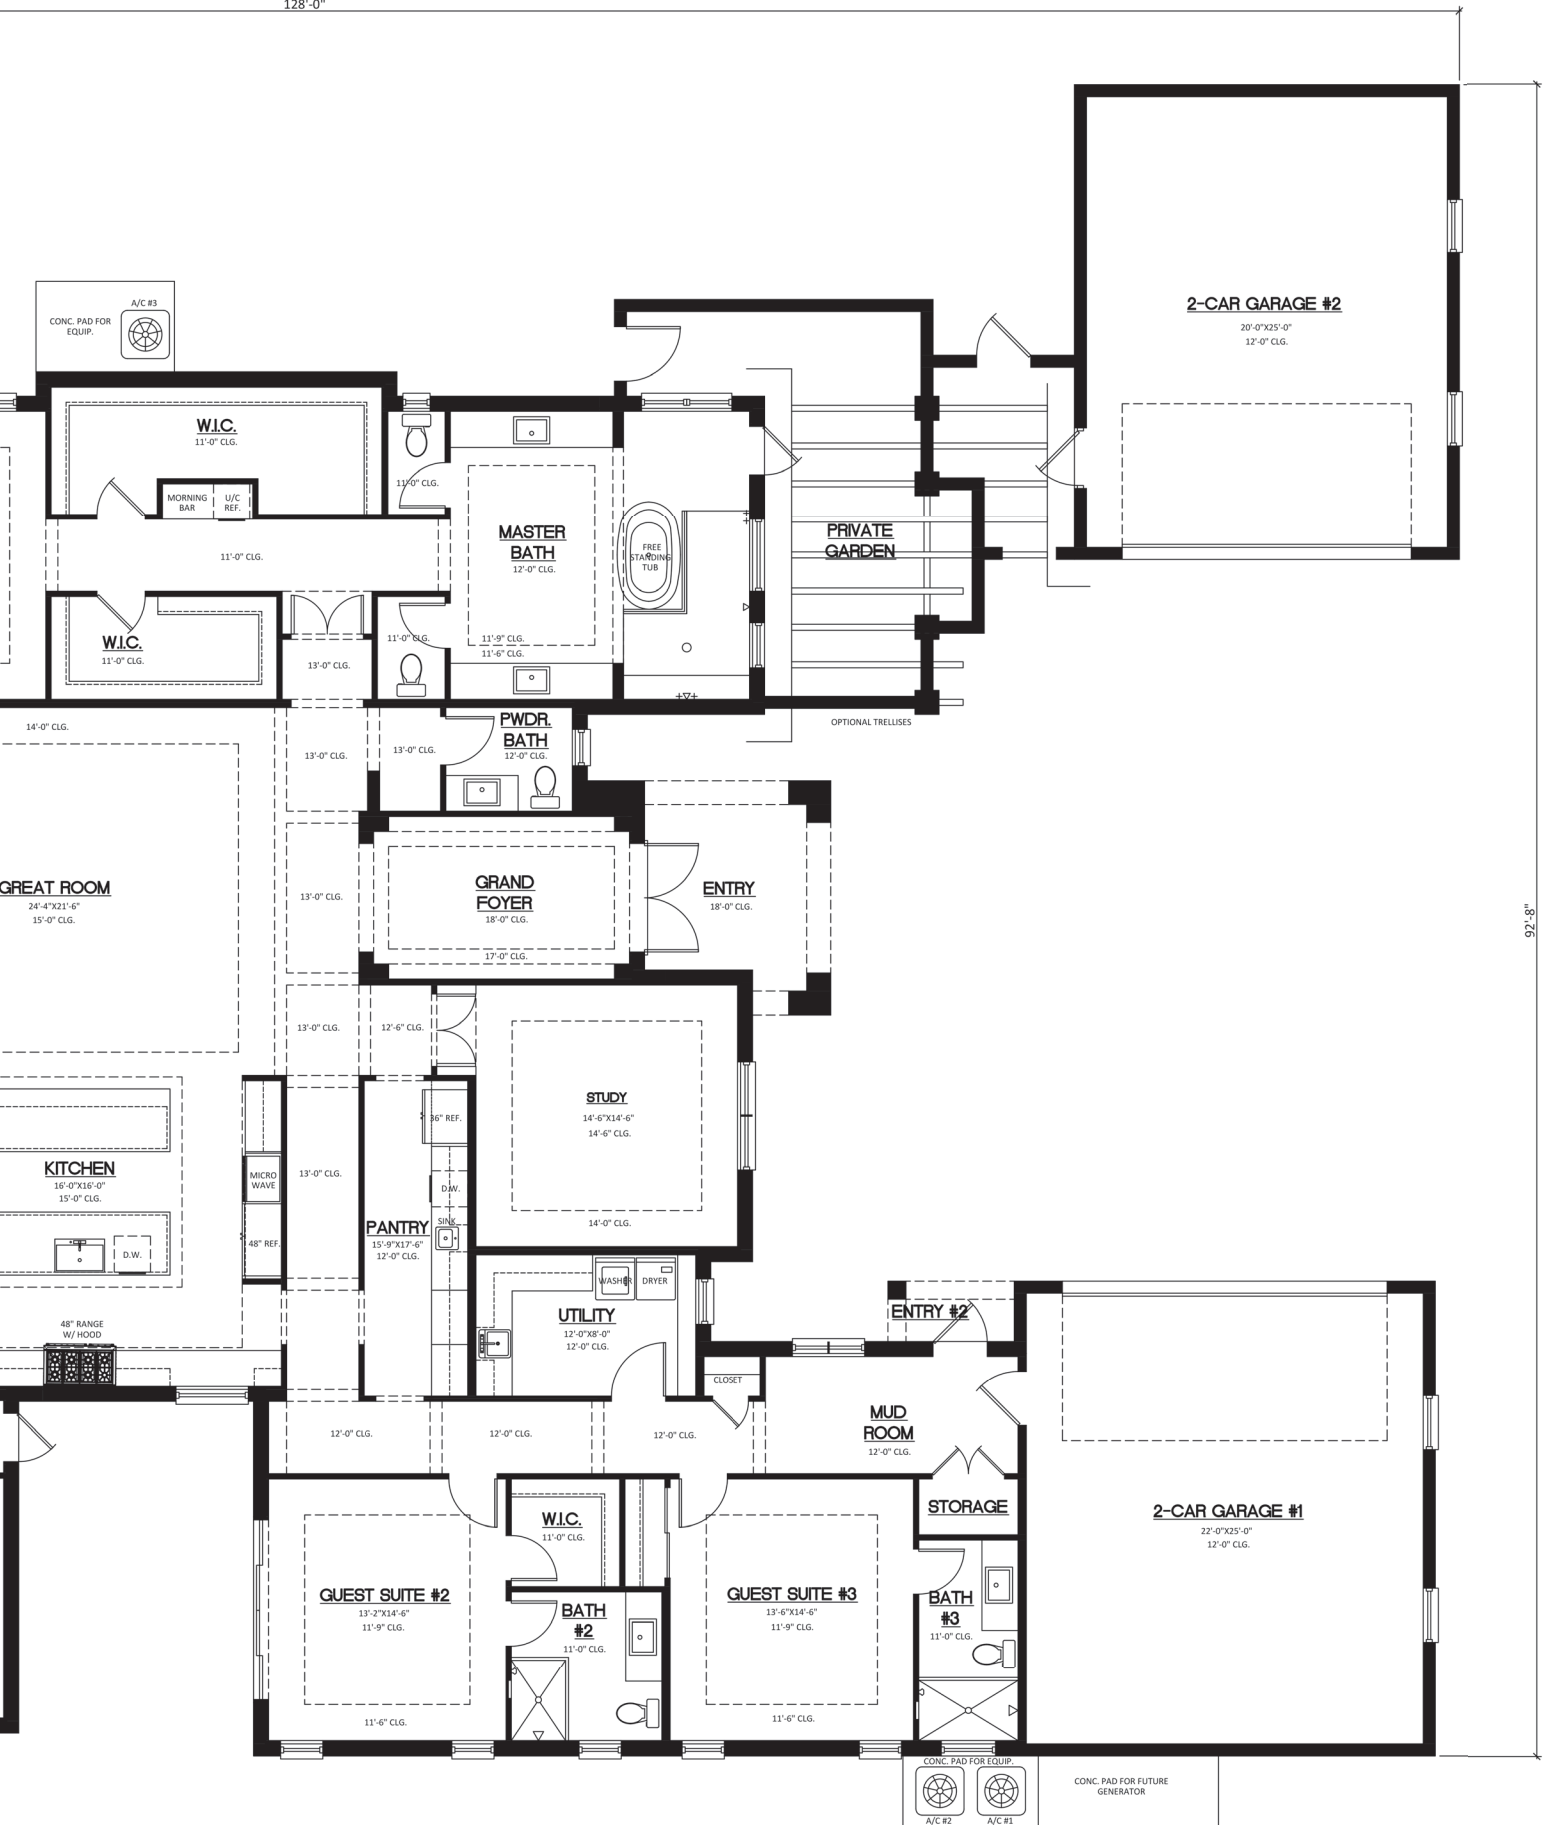 128'-0"
2-CAR GARAGE #2
20'-0"X25'-0"
12'-0" CLG.
A/C #3
CONC. PAD FOR
EQUIP.
W.I.C.
11'-0" CLG.
MORNING
BAR
U/C
REF.
11'-0" CLG.
11'-0" CLG.
MASTER
BATH
12'-0" CLG.
FREE
STANDING
TUB
PRIVATE
GARDEN
W.I.C.
11'-0" CLG.
13'-0" CLG.
11'-0" CLG.
11'-9" CLG.
11'-6" CLG.
OPTIONAL TRELLISES
14'-0" CLG.
13'-0" CLG.
13'-0" CLG.
PWDR.
BATH
12'-0" CLG.
GREAT ROOM
24'-4"X21'-6"
15'-0" CLG.
13'-0" CLG.
GRAND
FOYER
18'-0" CLG.
17'-0" CLG.
ENTRY
18'-0" CLG.
92'-8"
13'-0" CLG.
12'-6" CLG.
STUDY
14'-6"X14'-6"
14'-6" CLG.
14'-0" CLG.
36" REF.
D.W.
SINK
KITCHEN
16'-0"X16'-0"
15'-0" CLG.
MICRO
WAVE
48" REF.
D.W.
13'-0" CLG.
PANTRY
15'-9"X17'-6"
12'-0" CLG.
48" RANGE
W/ HOOD
WASHER
DRYER
UTILITY
12'-0"X8'-0"
12'-0" CLG.
ENTRY #2
CLOSET
MUD
ROOM
12'-0" CLG.
12'-0" CLG.
12'-0" CLG.
12'-0" CLG.
STORAGE
2-CAR GARAGE #1
22'-0"X25'-0"
12'-0" CLG.
W.I.C.
11'-0" CLG.
GUEST SUITE #2
13'-2"X14'-6"
11'-9" CLG.
11'-6" CLG.
BATH
#2
11'-0" CLG.
GUEST SUITE #3
13'-6"X14'-6"
11'-9" CLG.
11'-6" CLG.
BATH
#3
11'-0" CLG.
CONC. PAD FOR EQUIP.
A/C #2
A/C #1
CONC. PAD FOR FUTURE
GENERATOR